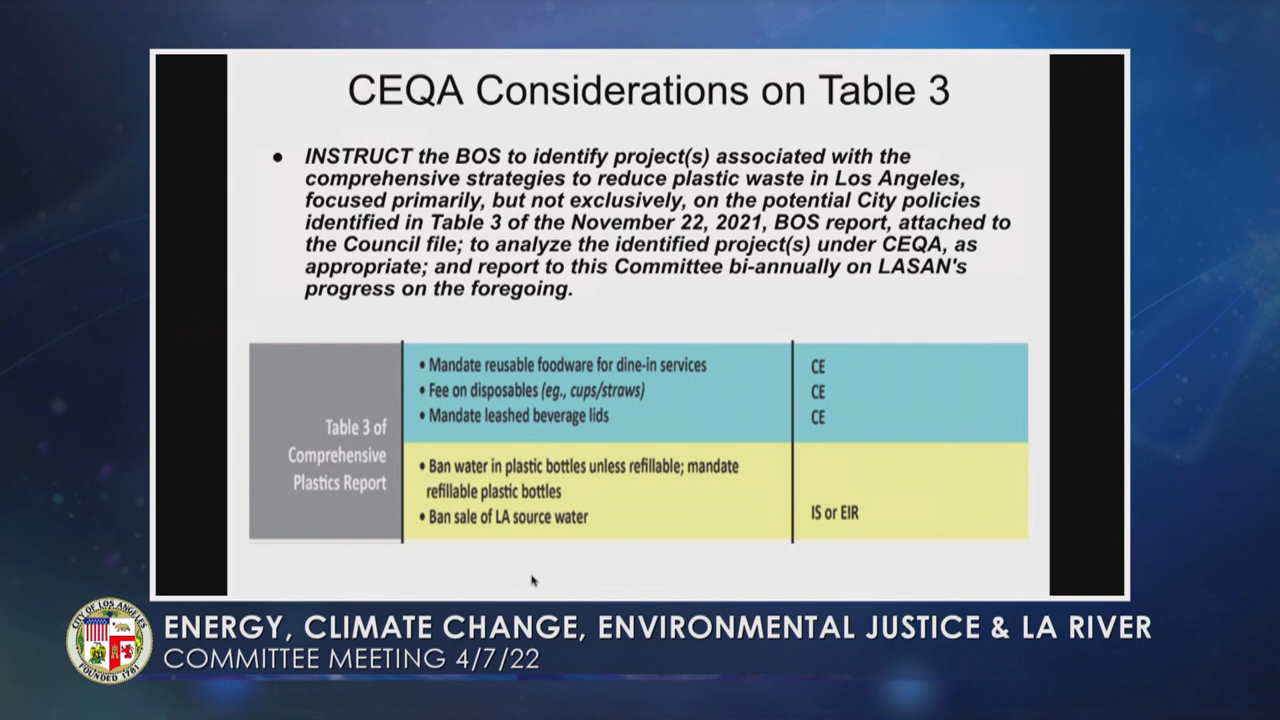 CEQA Considerations on Table 3
• INSTRUCT the BOS to identify project(s) associated with the
comprehensive strategies to reduce plastic waste in Los Angeles,
focused primarily, but not exclusively, on the potential City policies
identified in Table 3 of the November 22, 2021, BOS report, attached to
the Council file; to analyze the identified project(s) under CEQA, as
appropriate; and report to this Committee bi-annually on LASAN's
progress on the foregoing.
Table 3 of
Comprehensive
Plastics Report
• Mandate reusable foodware for dine-in services
CE
• Fee on disposables (eg., cups/straws)
CE
• Mandate leashed beverage lids
CE
• Ban water in plastic bottles unless refillable; mandate
refillable plastic bottles
• Ban sale of LA source water
IS or EIR
CITY OF LOS ANGELES
FOUNDED 1781
ENERGY, CLIMATE CHANGE, ENVIRONMENTAL JUSTICE & LA RIVER
COMMITTEE MEETING 4/7/22